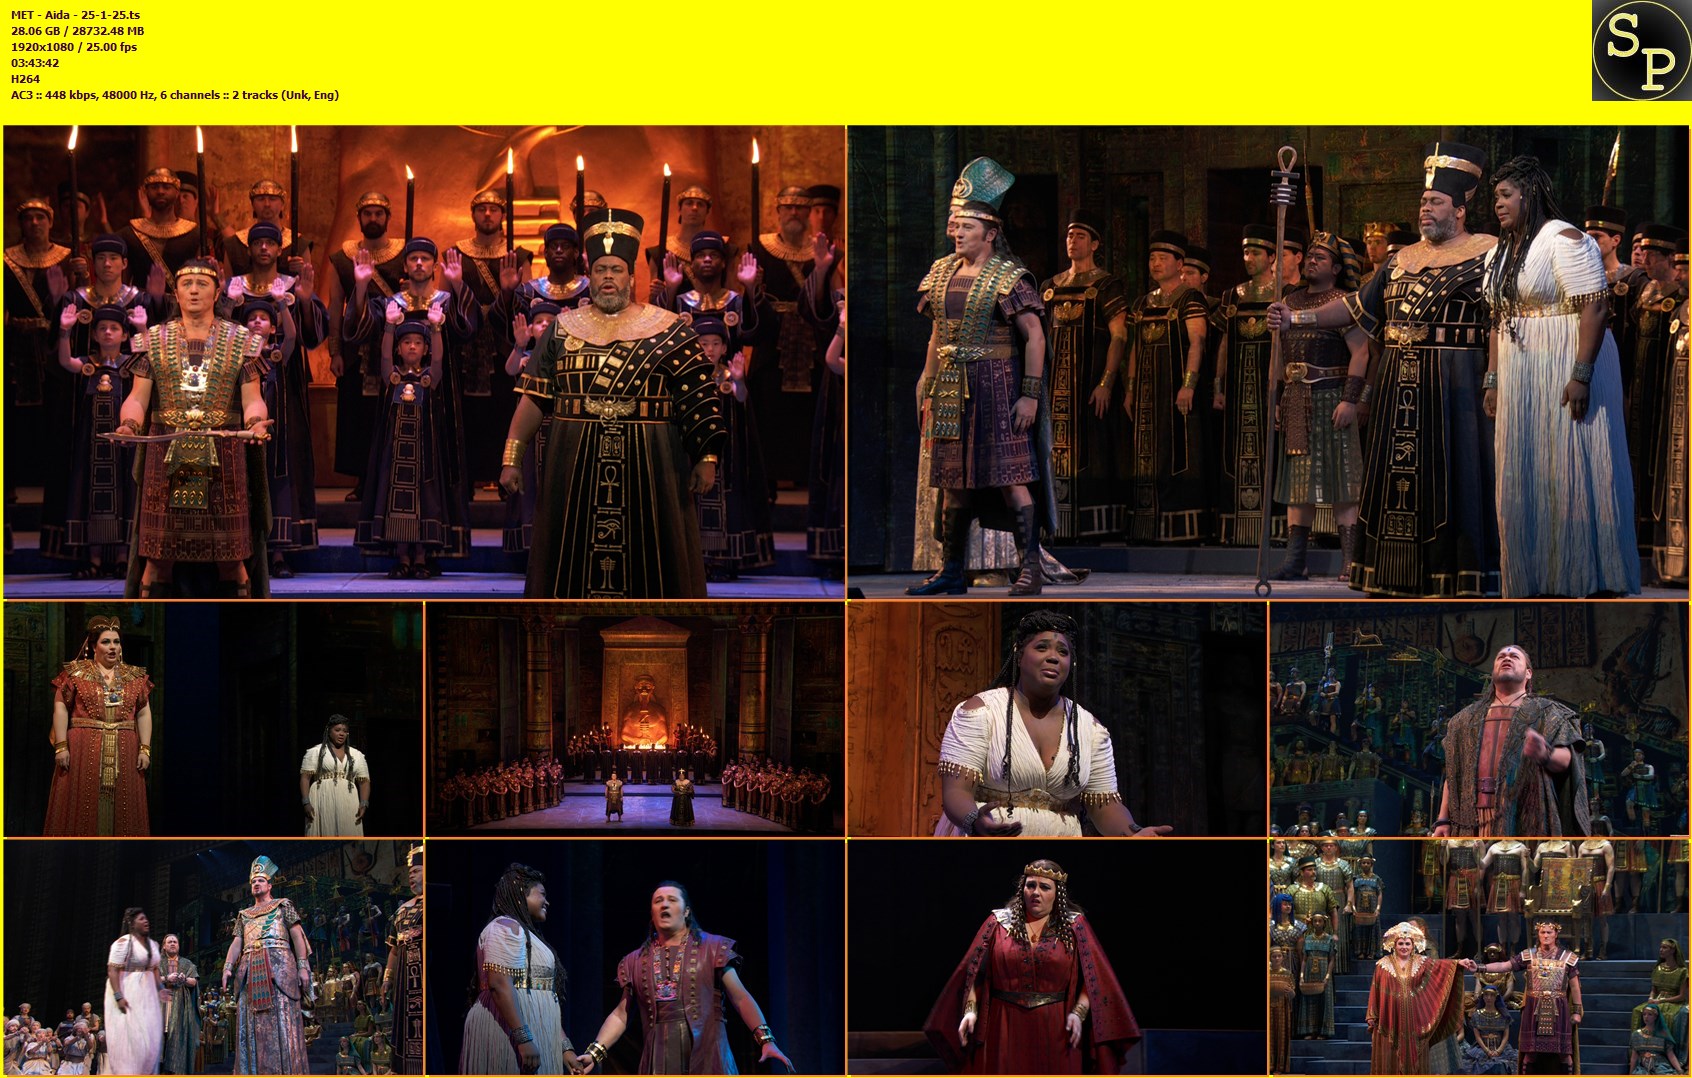 MET - Aida - 25-1-25.ts
28.06 GB / 28732.48 MB
1920x1080 / 25.00 fps
03:43:42
H264
AC3 :: 448 kbps, 48000 Hz, 6 channels :: 2 tracks (Unk, Eng)
SP